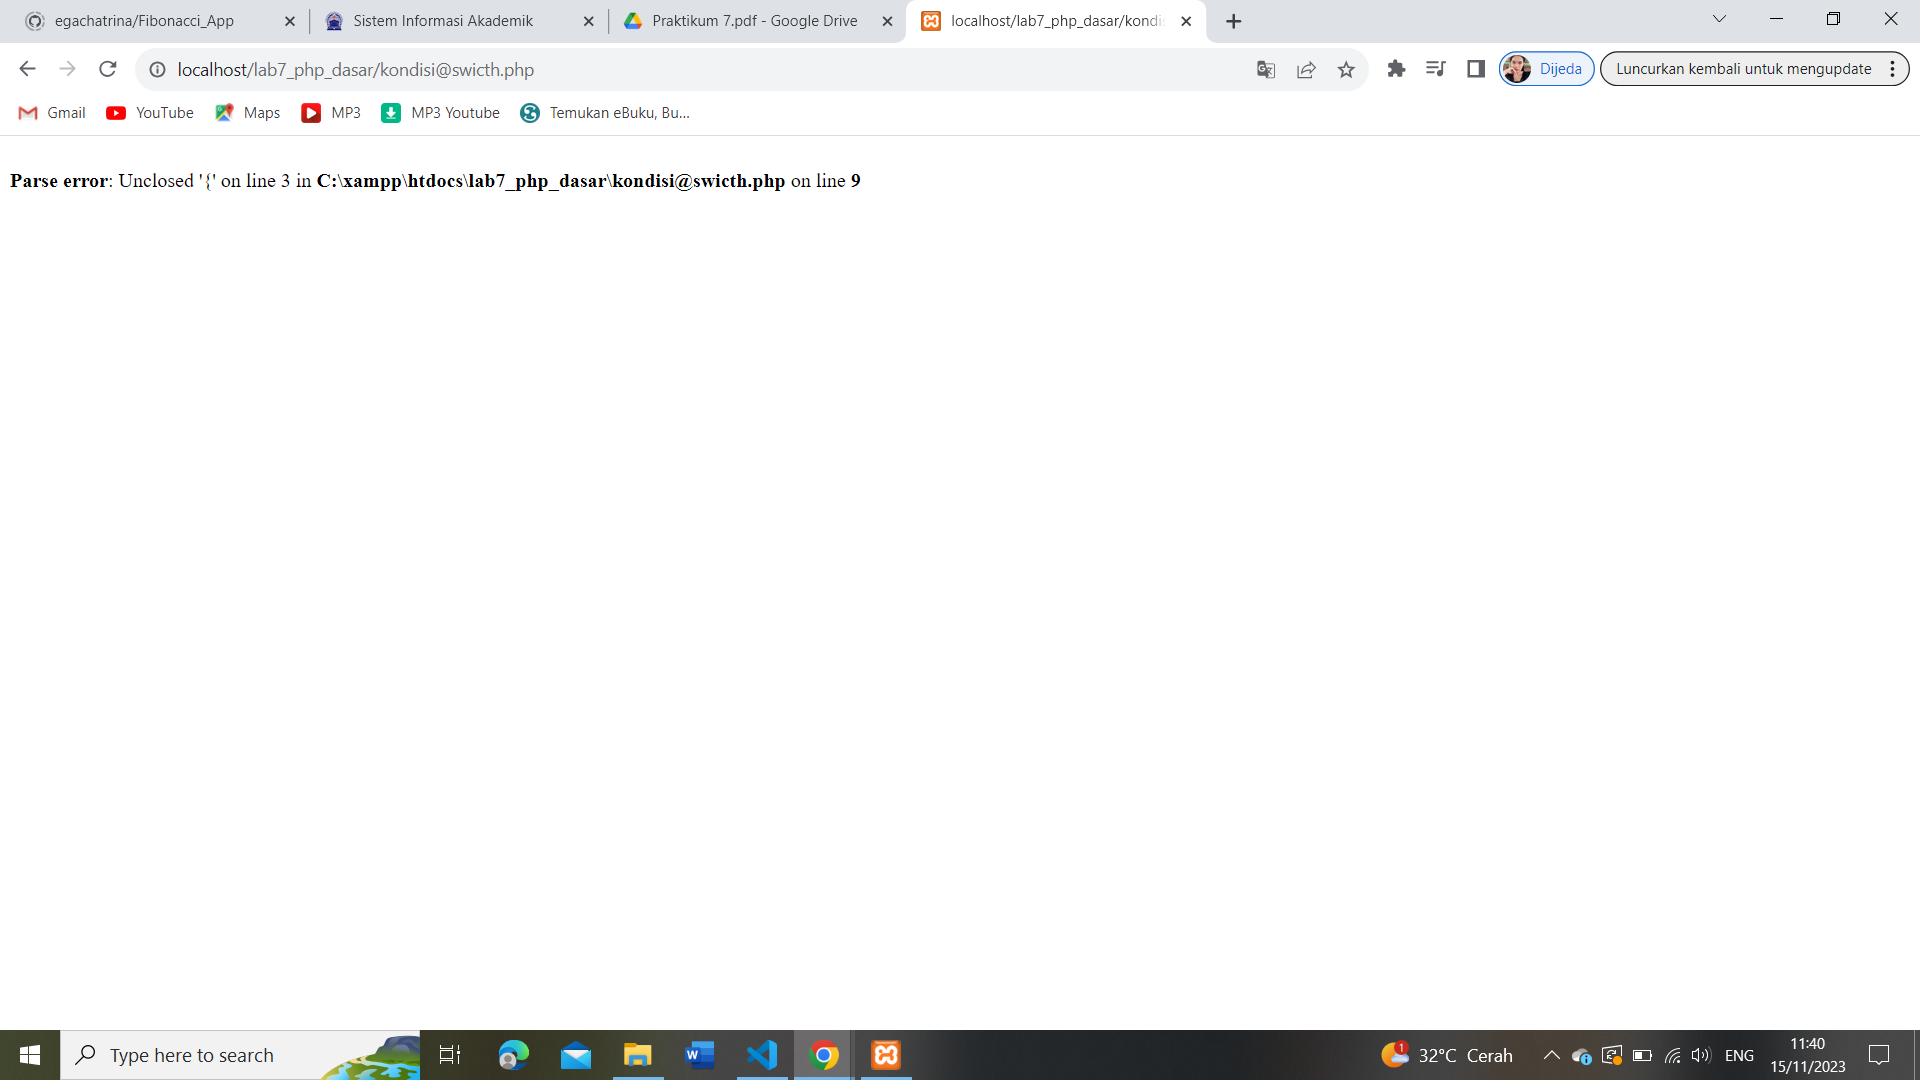 egachatrina/Fibonacci_App
Sistem Informasi Akademik
Praktikum 7.pdf - Google Drive
localhost/lab7_php_dasar/kondis
localhost/lab7_php_dasar/kondisi@swicth.php
Dijeda
Luncurkan kembali untuk mengupdate
Gmail
YouTube
Maps
MP3
MP3 Youtube
Temukan eBuku, Bu...
Parse error: Unclosed '{' on line 3 in C:\xampp\htdocs\lab7_php_dasar\kondisi@swicth.php on line 9
Type here to search
1
32°C Cerah
ENG
11:40
15/11/2023